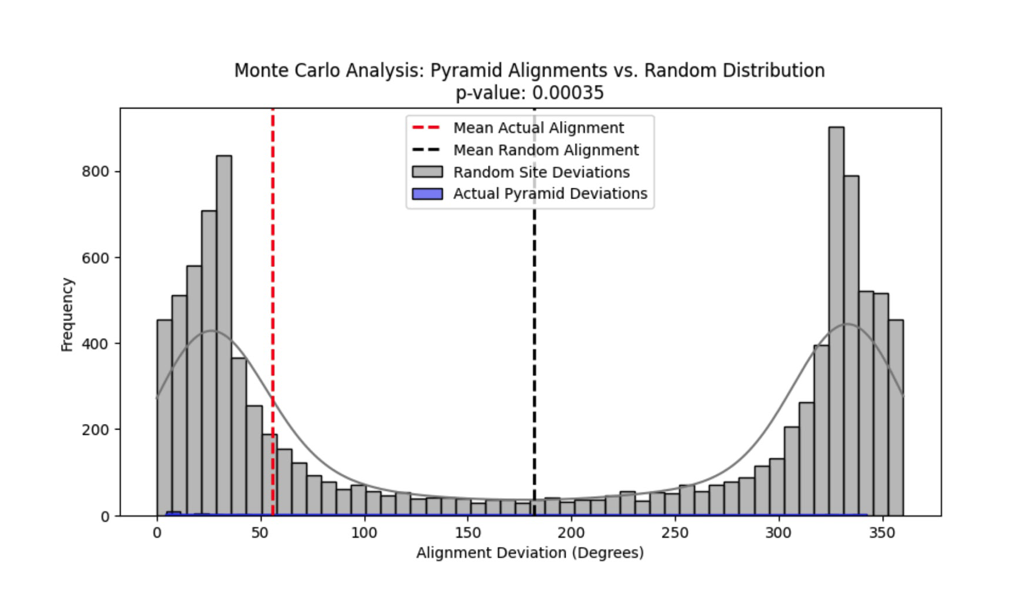 Monte Carlo Analysis: Pyramid Alignments vs. Random Distribution
p-value: 0.00035
Mean Actual Alignment
Mean Random Alignment
Random Site Deviations
Actual Pyramid Deviations
Frequency
800
600
400
200
0
0 50 100 150 200 250 300 350
Alignment Deviation (Degrees)